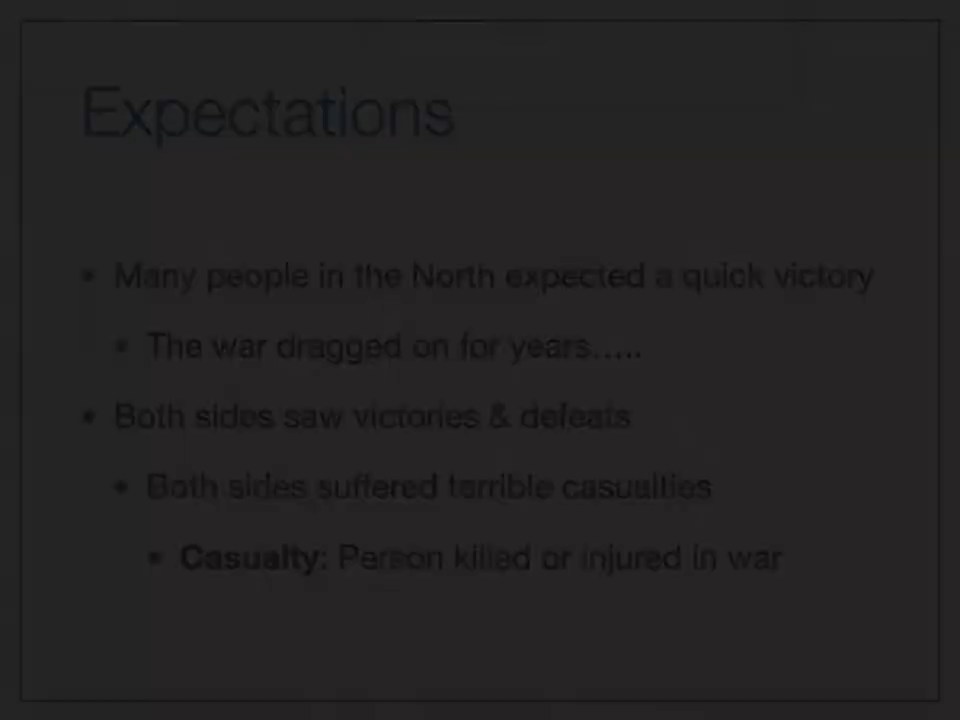 Expectations
Many people in the North expected a quick victory
The war dragged on for years.....
Both sides saw victories & defeats
Both sides suffered terrible casualties
Casualty: Person killed or injured in war